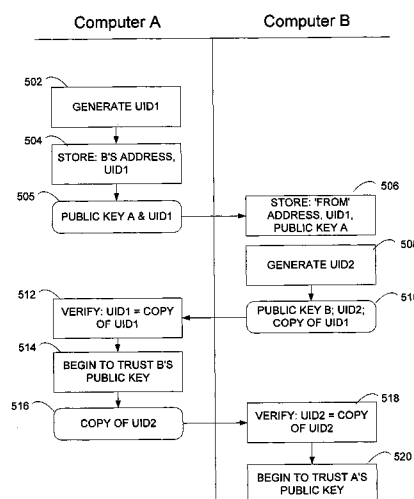 Computer A
Computer B
502
GENERATE UID1
504
STORE: B'S ADDRESS,
UID1
505
PUBLIC KEY A & UID1
506
STORE: 'FROM'
ADDRESS, UID1,
PUBLIC KEY A
GENERATE UID2
512
VERIFY: UID1 = COPY
OF UID1
PUBLIC KEY B; UID2;
COPY OF UID1
514
BEGIN TO TRUST B'S
PUBLIC KEY
516
COPY OF UID2
518
VERIFY: UID2 = COPY
OF UID2
520
BEGIN TO TRUST A'S
PUBLIC KEY